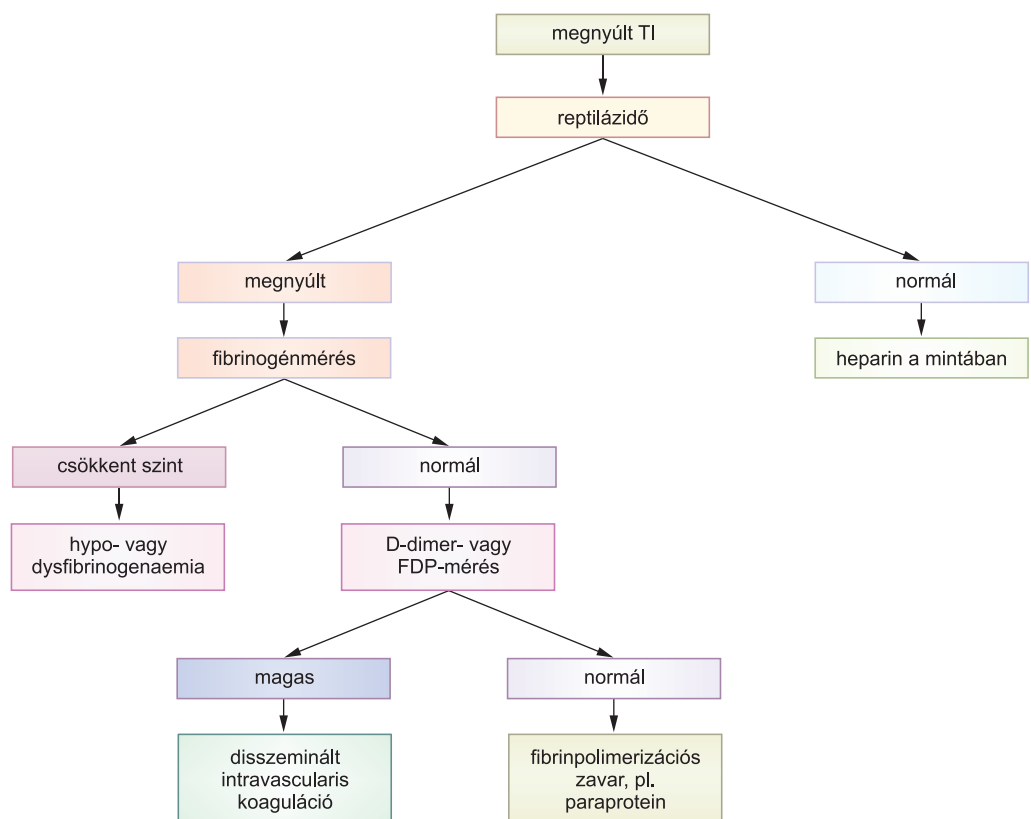 megnyúlt TI
reptilázidő
megnyúlt
normál
fibrinogénmérés
heparin a mintában
csökkent szint
normál
hypo- vagy
dysfibrinogenaemia
D-dimer- vagy
FDP-mérés
magas
normál
disszeminált
intravascularis
koaguláció
fibrinpolimerizációs
zavar, pl.
paraprotein